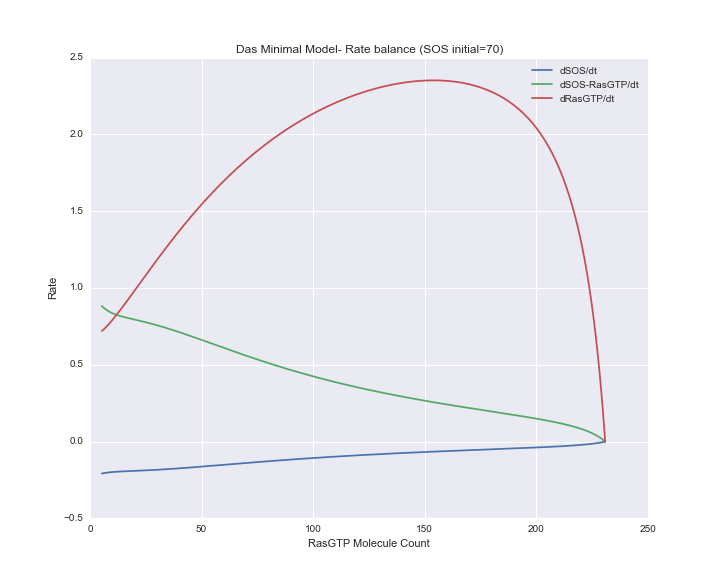 Das Minimal Model- Rate balance (SOS initial=70)
2.5
2.0
1.5
1.0
0.5
0.0
−0.5
Rate
dSOS/dt
dSOS-RasGTP/dt
dRasGTP/dt
0
50
100
150
200
250
RasGTP Molecule Count